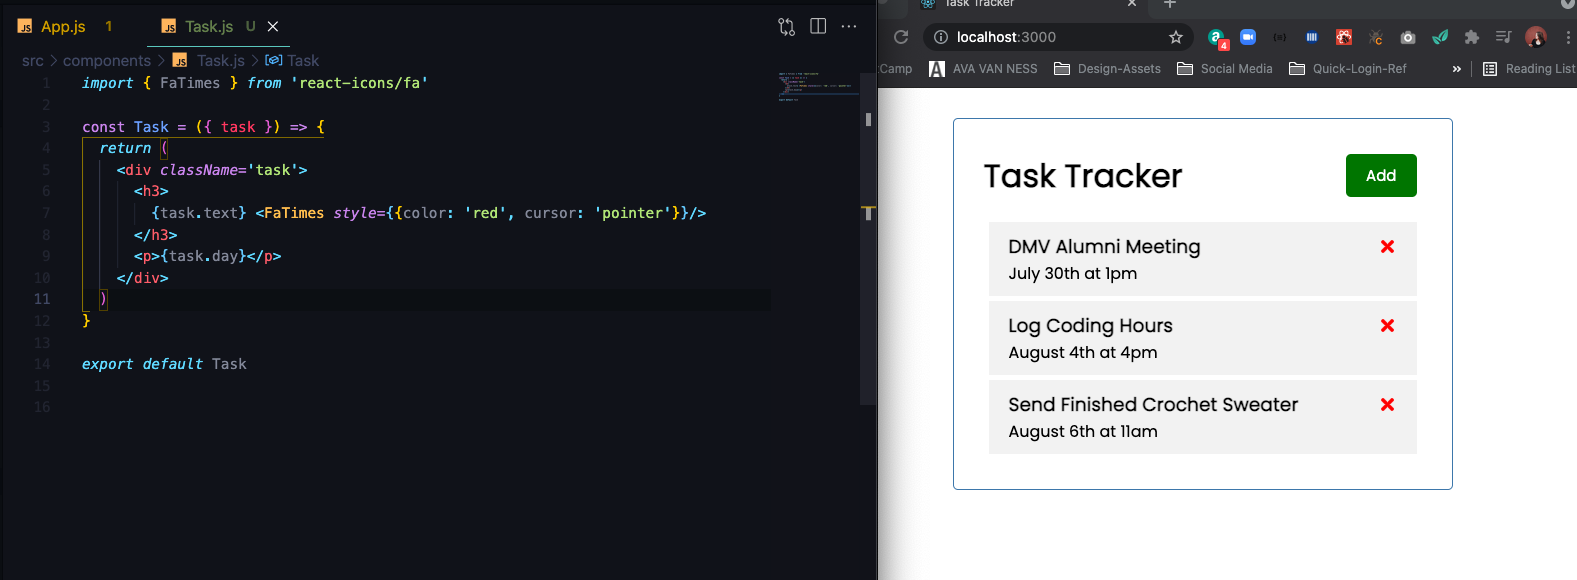 App.js 1 Task.js U
src > components > Task.js > Task
1 import { FaTimes } from 'react-icons/fa'
2
3 const Task = ({ task }) => {
4 return (
5 <div className='task'>
6 <h3>
7 {task.text} <FaTimes style={{color: 'red', cursor: 'pointer'}}/>
8 </h3>
9 <p>{task.day}</p>
10 </div>
11 )
12 }
13
14 export default Task
15
16
Task Tracker
localhost:3000
4
Camp AVA VAN NESS Design-Assets Social Media Quick-Login-Ref » Reading List
Task Tracker
Add
DMV Alumni Meeting
July 30th at 1pm
Log Coding Hours
August 4th at 4pm
Send Finished Crochet Sweater
August 6th at 11am